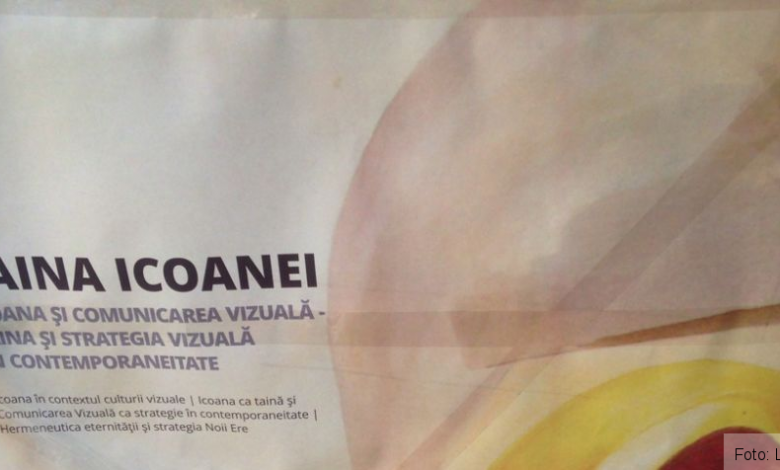 AINA ICOANEI
OANA ŞI COMUNICAREA VIZUALĂ -
INA ŞI STRATEGIA VIZUALĂ
N CONTEMPORANEITATE
coana în contextul culturii vizuale | Icoana ca taină şi
Comunicarea Vizuală ca strategie în contemporaneitate |
Hermeneutica eternităţii şi strategia Noii Ere
Foto: